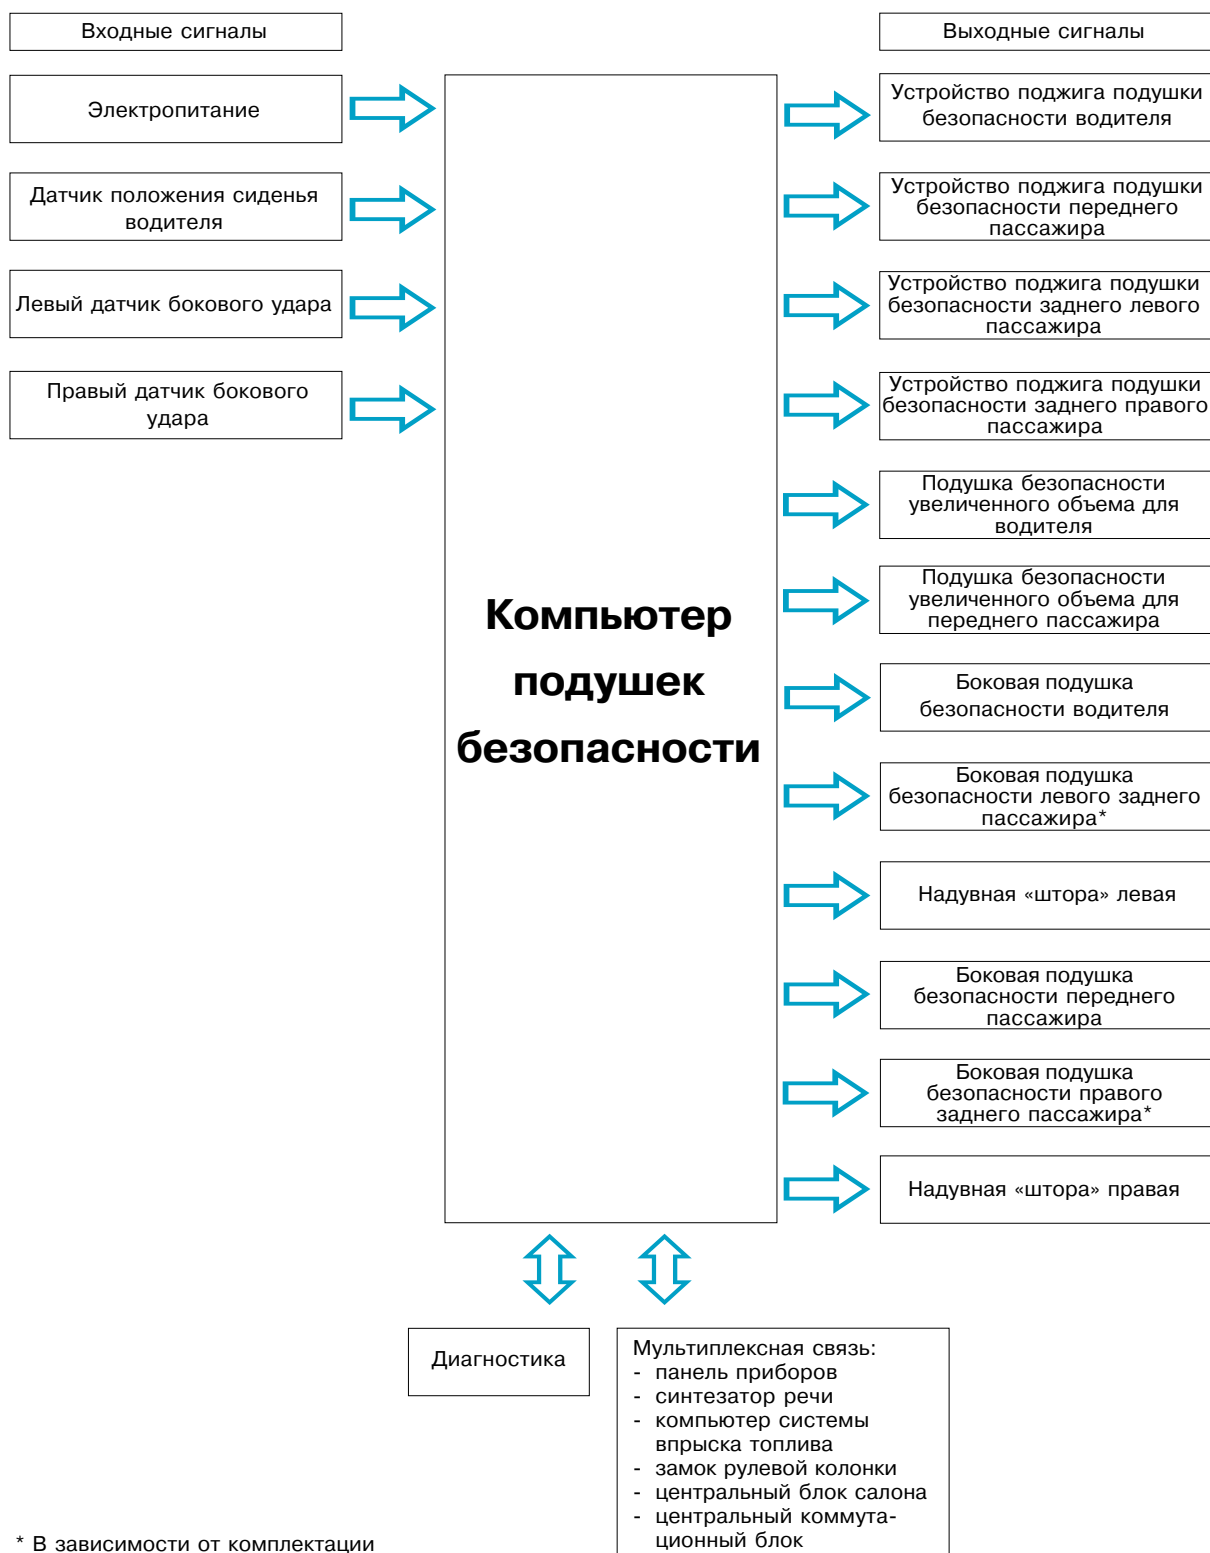 Входные сигналы
Выходные сигналы
Электропитание
Датчик положения сиденья
водителя
Левый датчик бокового удара
Правый датчик бокового
удара
Компьютер
подушек
безопасности
Устройство поджига подушки
безопасности водителя
Устройство поджига подушки
безопасности переднего
пассажира
Устройство поджига подушки
безопасности заднего левого
пассажира
Устройство поджига подушки
безопасности заднего правого
пассажира
Подушка безопасности
увеличенного объема для
водителя
Подушка безопасности
увеличенного объема для
переднего пассажира
Боковая подушка
безопасности водителя
Боковая подушка
безопасности левого заднего
пассажира*
Надувная «штора» левая
Боковая подушка
безопасности переднего
пассажира
Боковая подушка
безопасности правого
заднего пассажира*
Надувная «штора» правая
Диагностика
Мультиплексная связь:
- панель приборов
- синтезатор речи
- компьютер системы
впрыска топлива
- замок рулевой колонки
- центральный блок салона
- центральный коммута-
ционный блок
* В зависимости от комплектации